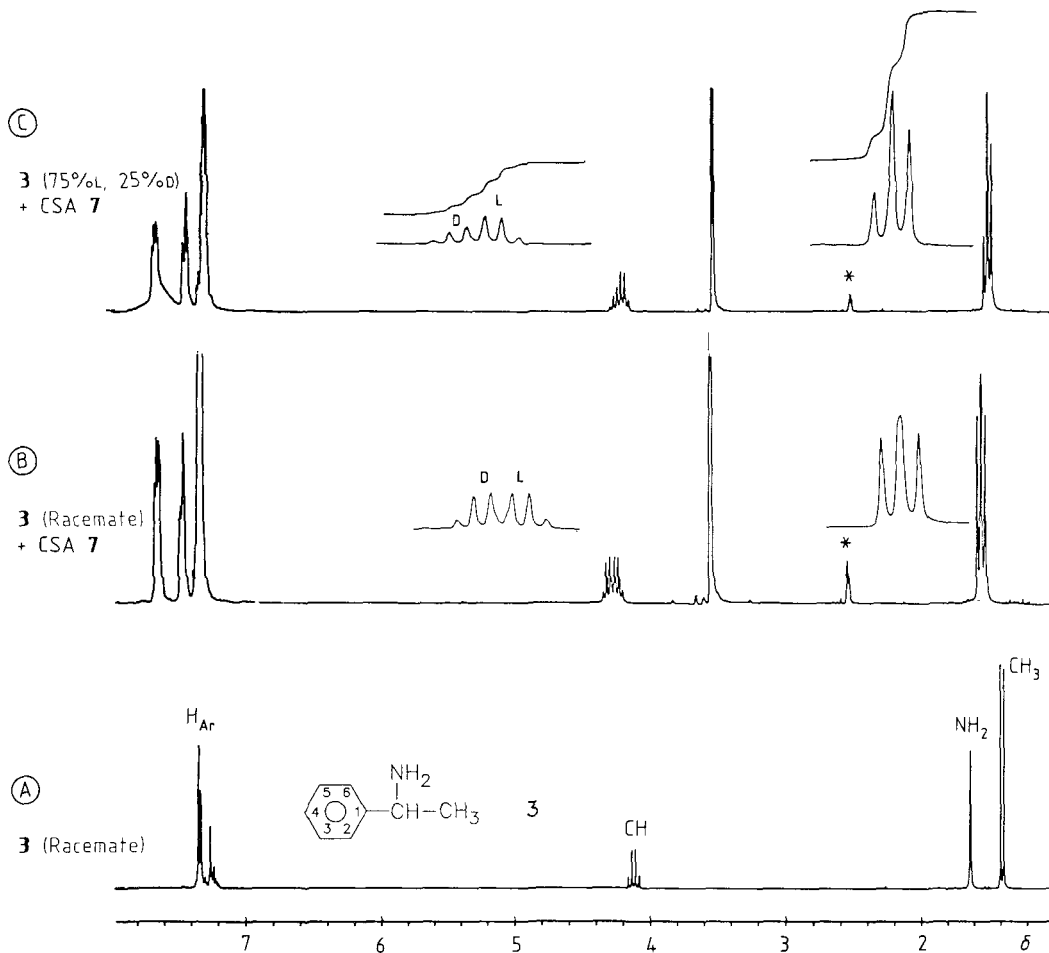 C
3 (75%L, 25%D)
+ CSA 7
D
L
*
B
3 (Racemate)
+ CSA 7
D L
*
A
3 (Racemate)
H_Ar
NH₂
5 6
4 1 CH CH₃
3 2
3
CH
NH₂
CH₃
7 6 5 4 3 2 δ